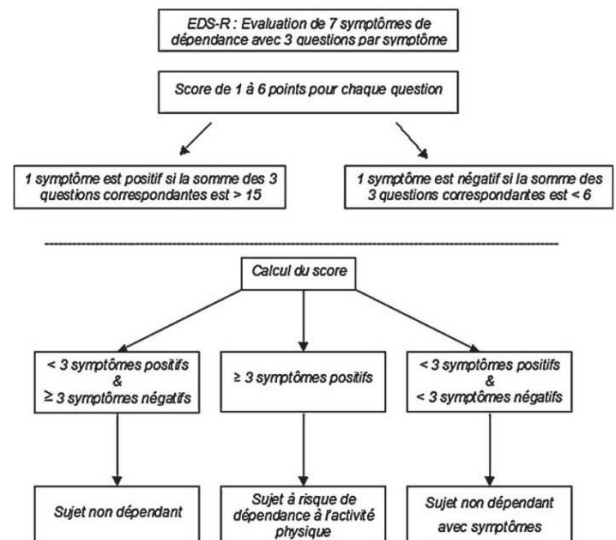 EDS-R : Evaluation de 7 symptômes de
dépendance avec 3 questions par symptôme
Score de 1 à 6 points pour chaque question
1 symptôme est positif si la somme des 3
questions correspondantes est > 15
1 symptôme est négatif si la somme des
3 questions correspondantes est < 6
Calcul du score
< 3 symptômes positifs
&
≥ 3 symptômes négatifs
≥ 3 symptômes positifs
< 3 symptômes positifs
&
< 3 symptômes négatifs
Sujet non dépendant
Sujet à risque de
dépendance à l'activité
physique
Sujet non dépendant
avec symptômes